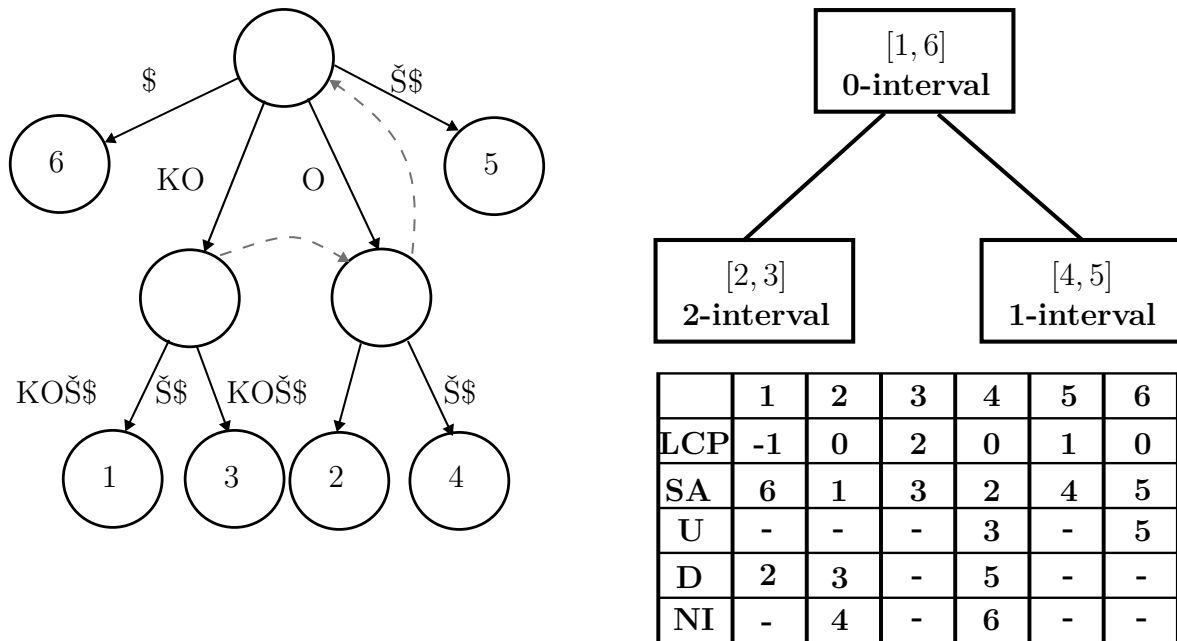 $
Š$
6
5
KO
O
KOŠ$
Š$
KOŠ$
Š$
1
3
2
4
[1, 6]
0-interval
[2, 3]
2-interval
[4, 5]
1-interval
1 2 3 4 5 6
LCP -1 0 2 0 1 0
SA 6 1 3 2 4 5
U - - - 3 - 5
D 2 3 - 5 - -
NI - 4 - 6 - -